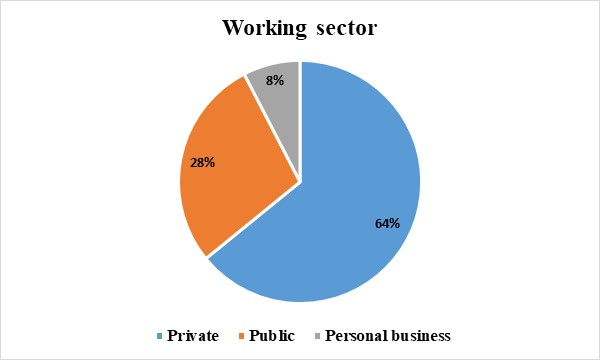 Working sector
8%
28%
64%
Private Public Personal business